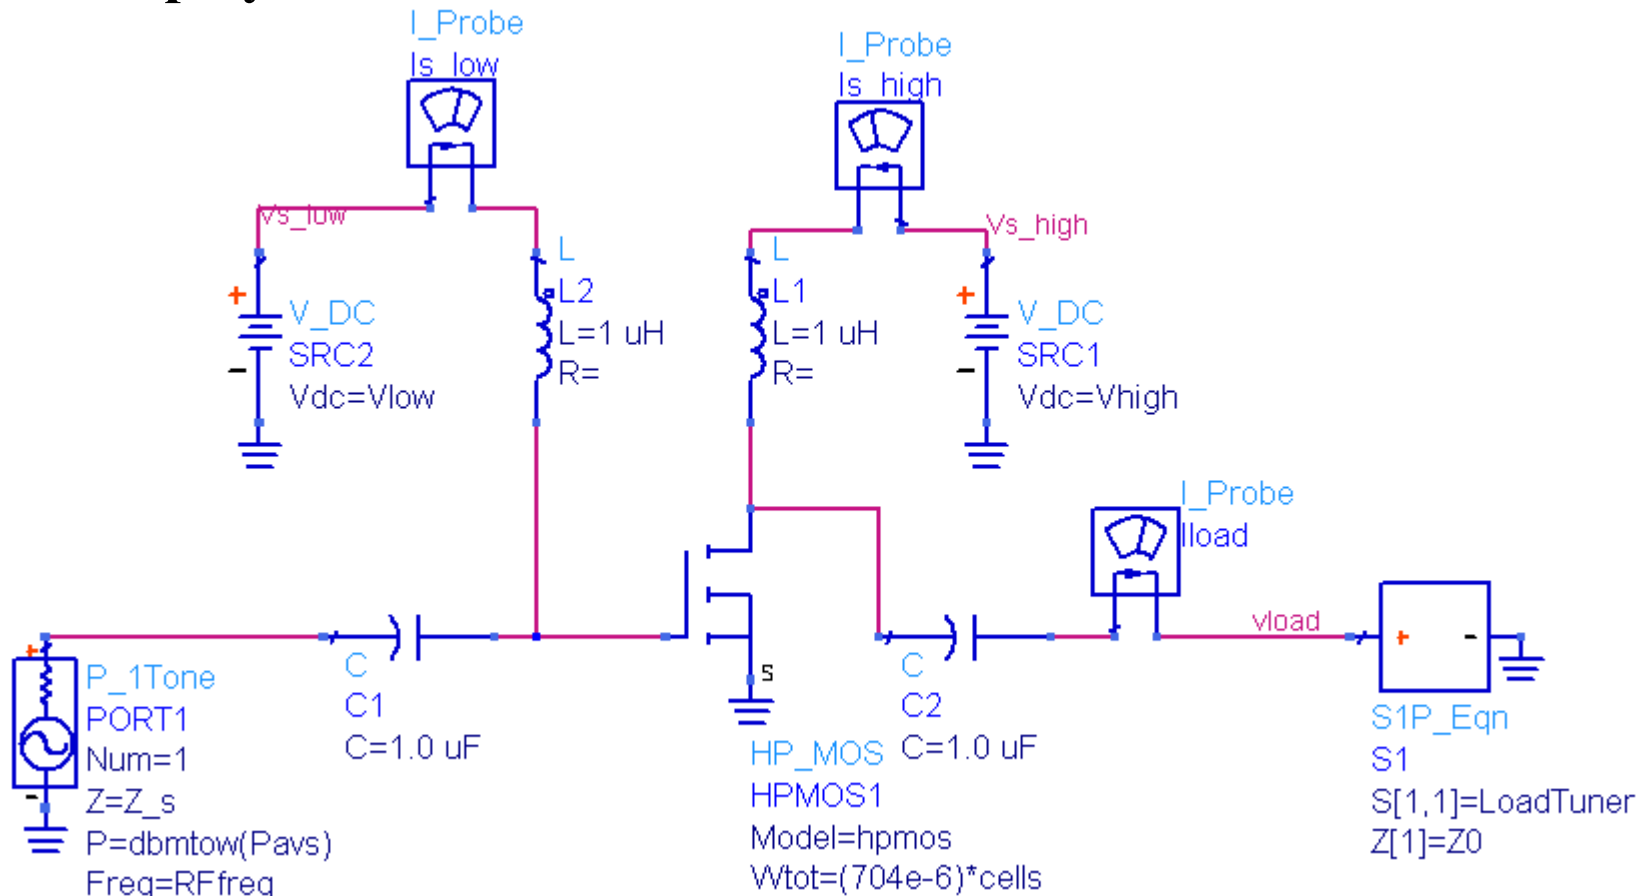 I_Probe
Is_low
I_Probe
Is_high
Vs_low
Vs_high
L
L2
L=1 uH
R=
L
L1
L=1 uH
R=
+
V_DC
SRC2
-
Vdc=Vlow
+
V_DC
SRC1
-
Vdc=Vhigh
I_Probe
Iload
vload
+
-
S
+
P_1Tone
PORT1
Num=1
-
Z=Z_s
P=dbmtow(Pavs)
Freq=RFfreq
C
C1
C=1.0 uF
HP_MOS
HPMOS1
Model=hpmos
Wtot=(704e-6)*cells
C
C2
C=1.0 uF
S1P_Eqn
S1
S[1,1]=LoadTuner
Z[1]=Z0